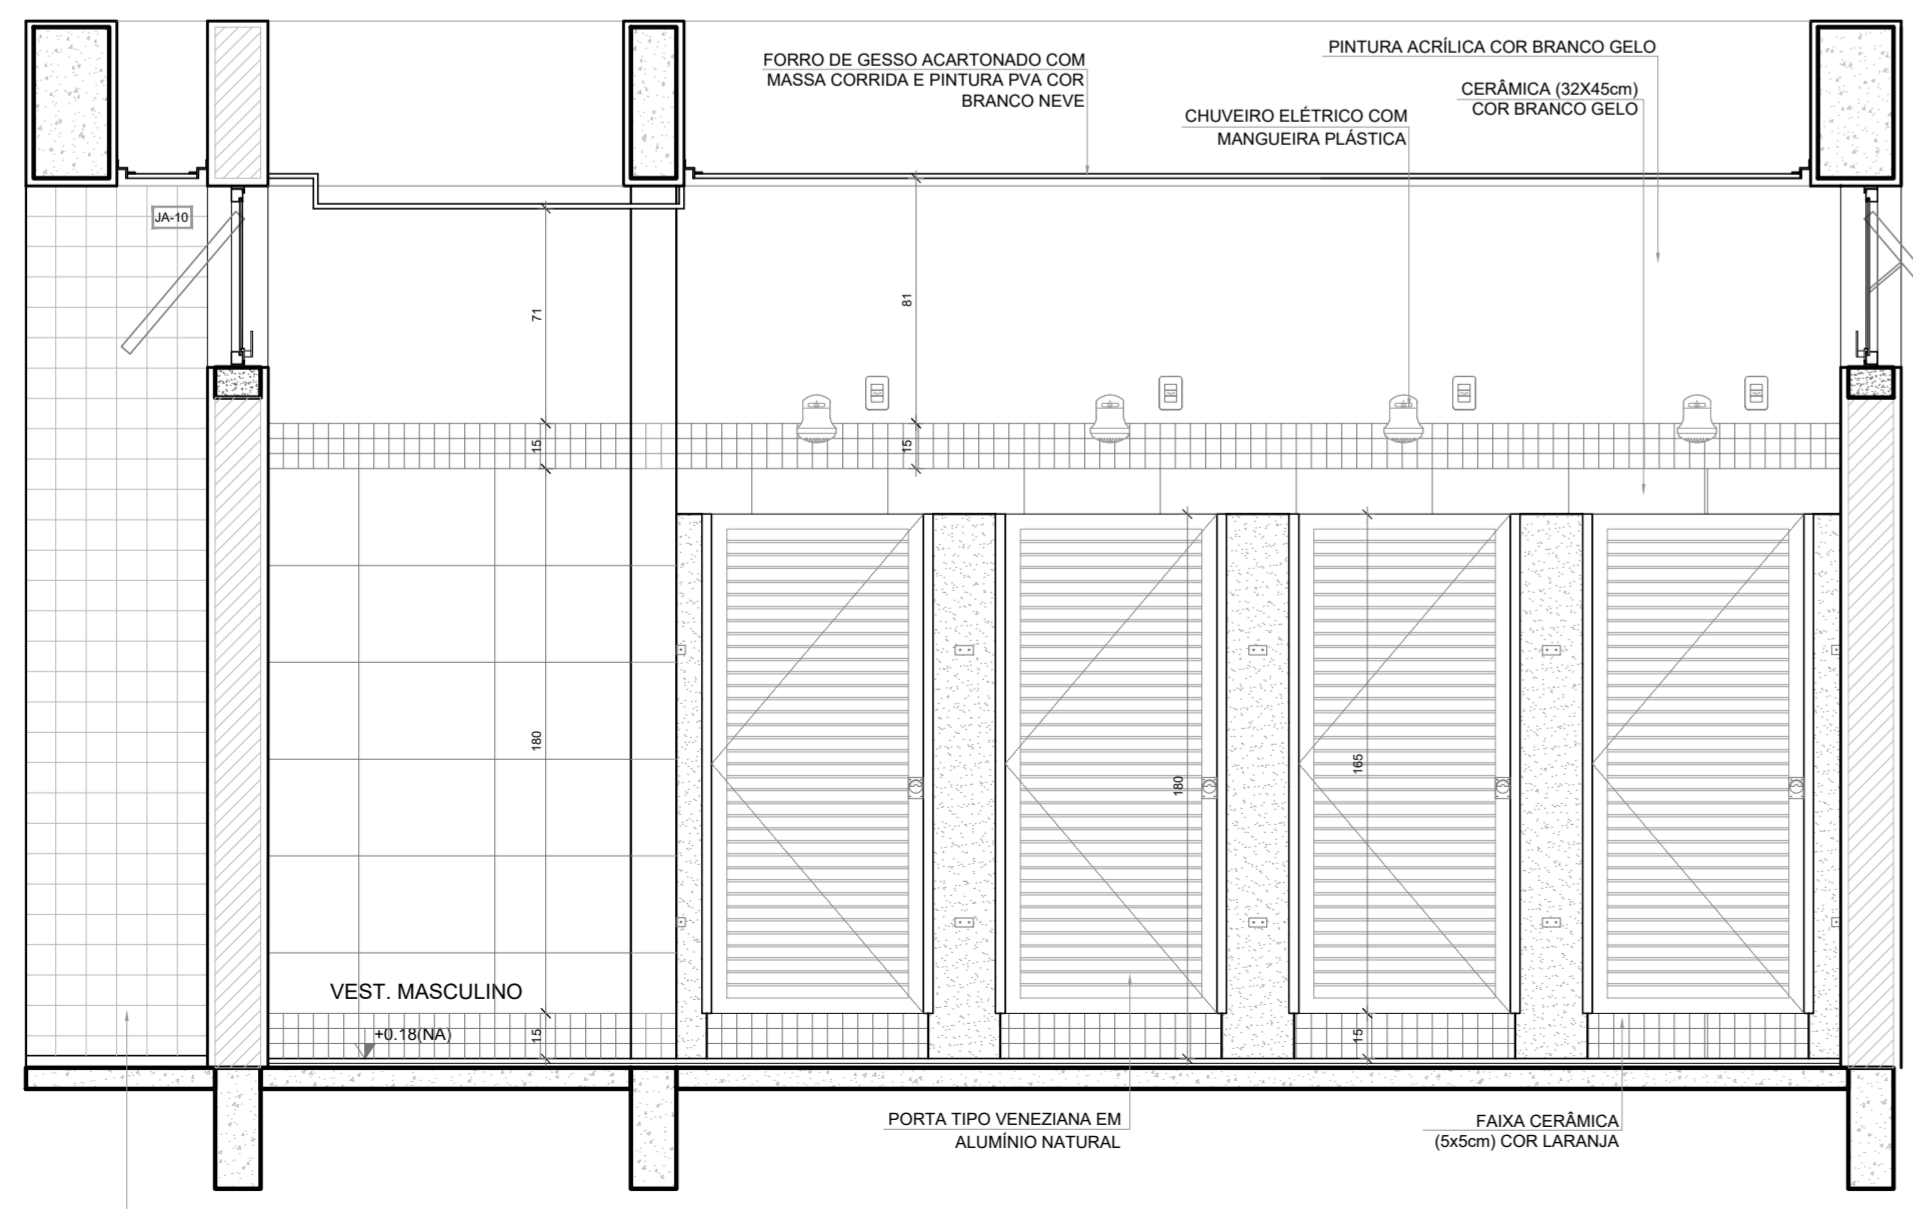 PINTURA ACRÍLICA COR BRANCO GELO
FORRO DE GESSO ACARTONADO COM
MASSA CORRIDA E PINTURA PVA COR
BRANCO NEVE
CERÂMICA (32X45cm)
COR BRANCO GELO
CHUVEIRO ELÉTRICO COM
MANGUEIRA PLÁSTICA
JA-10
71
81
15
15
180
180
165
VEST. MASCULINO
+0.18(NA)
15
15
PORTA TIPO VENEZIANA EM
ALUMÍNIO NATURAL
FAIXA CERÂMICA
(5x5cm) COR LARANJA